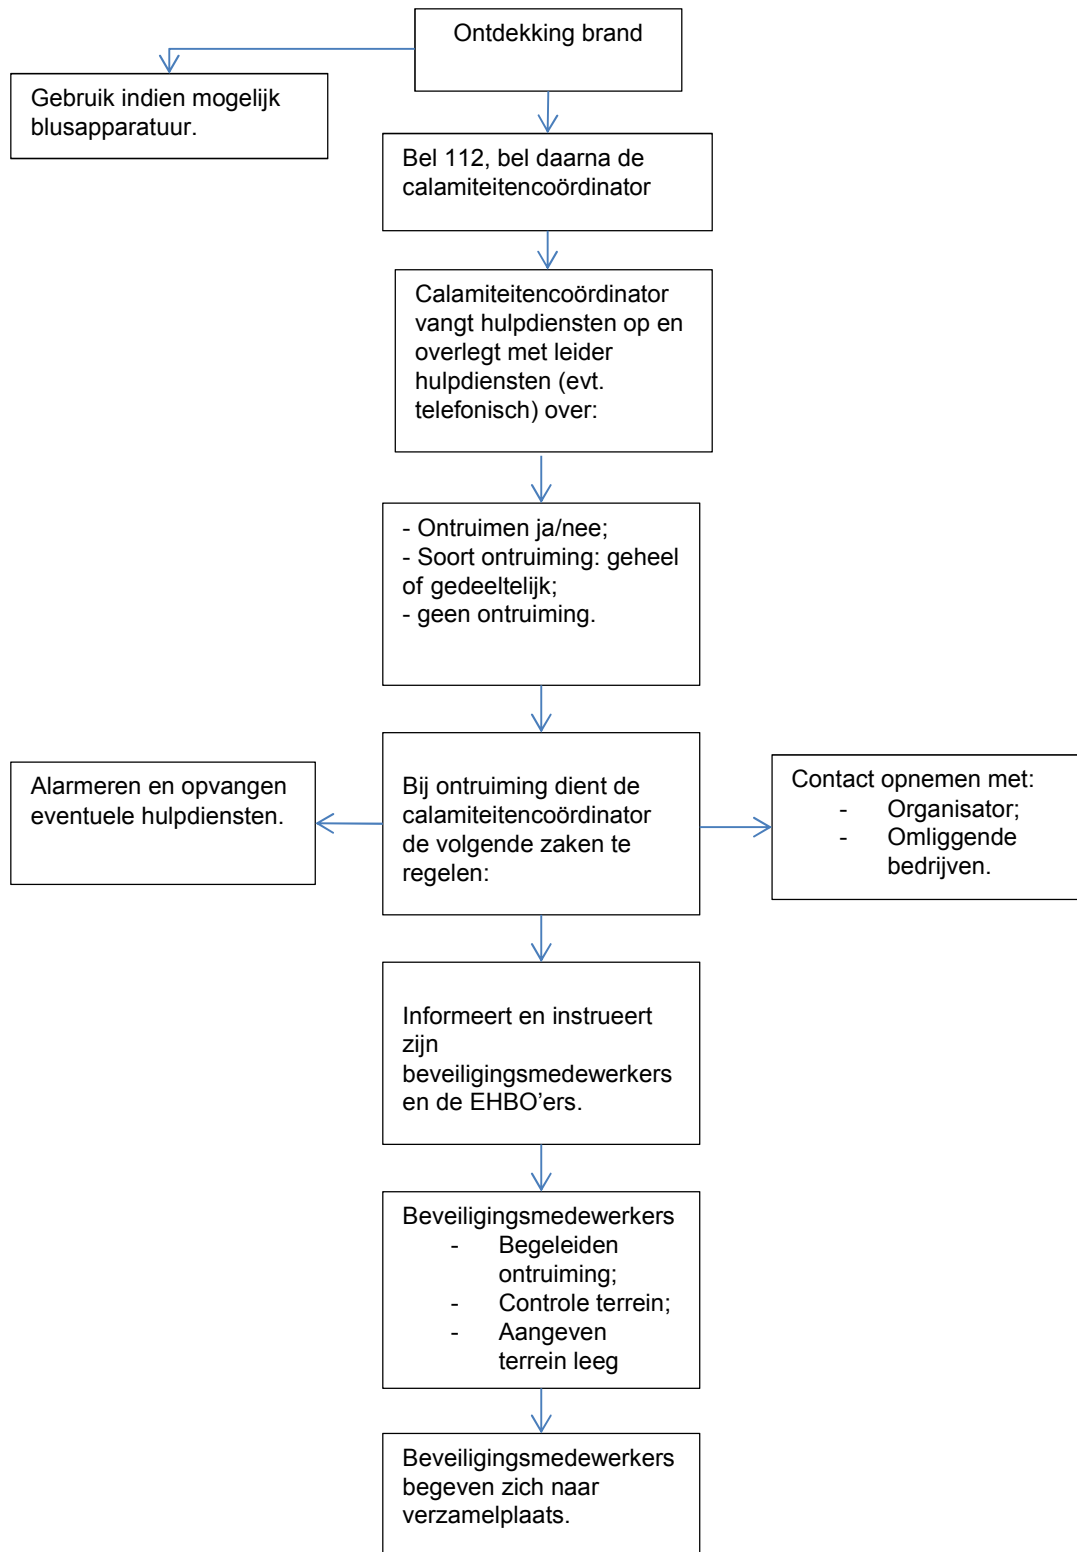 Ontdekking brand
Gebruik indien mogelijk
blusapparatuur.
Bel 112, bel daarna de
calamiteitencoördinator
Calamiteitencoördinator
vangt hulpdiensten op en
overlegt met leider
hulpdiensten (evt.
telefonisch) over:
- Ontruimen ja/nee;
- Soort ontruiming: geheel
of gedeeltelijk;
- geen ontruiming.
Alarmeren en opvangen
eventuele hulpdiensten.
Bij ontruiming dient de
calamiteitencoördinator
de volgende zaken te
regelen:
Contact opnemen met:
- Organisator;
- Omliggende
bedrijven.
Informeert en instrueert
zijn
beveiligingsmedewerkers
en de EHBO’ers.
Beveiligingsmedewerkers
- Begeleiden
ontruiming;
- Controle terrein;
- Aangeven
terrein leeg
Beveiligingsmedewerkers
begeven zich naar
verzamelplaats.